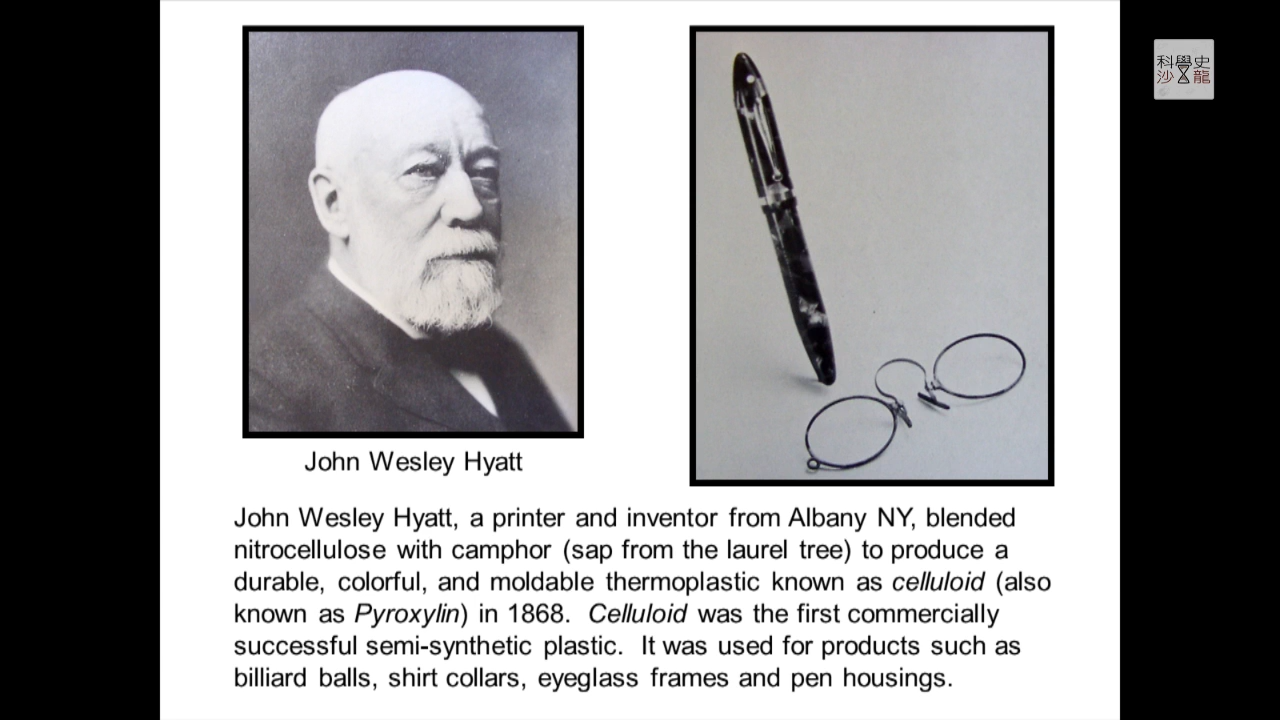 科學史
沙龍
John Wesley Hyatt
John Wesley Hyatt, a printer and inventor from Albany NY, blended
nitrocellulose with camphor (sap from the laurel tree) to produce a
durable, colorful, and moldable thermoplastic known as celluloid (also
known as Pyroxylin) in 1868. Celluloid was the first commercially
successful semi-synthetic plastic. It was used for products such as
billiard balls, shirt collars, eyeglass frames and pen housings.